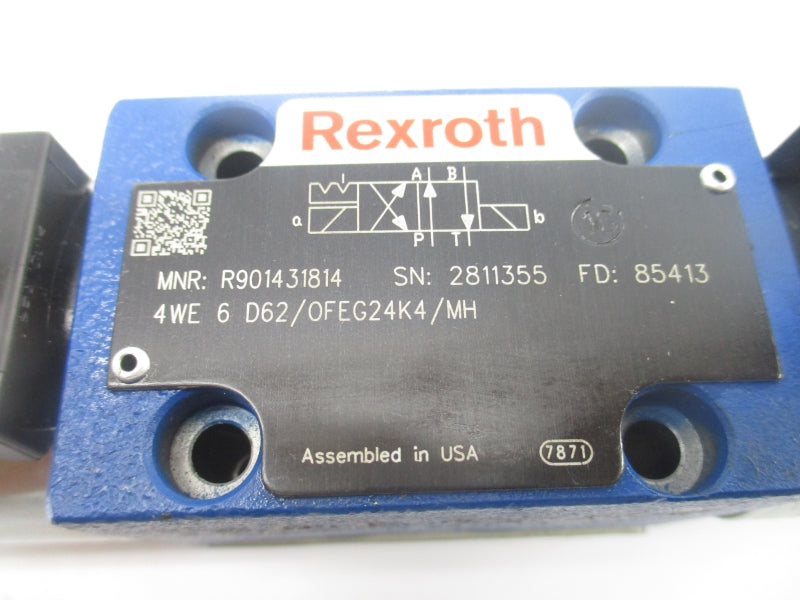 Rexroth
A B
a b
P T
MNR: R901431814 SN: 2811355 FD: 85413
4WE 6 D62/OFEG24K4/MH
Assembled in USA 7871